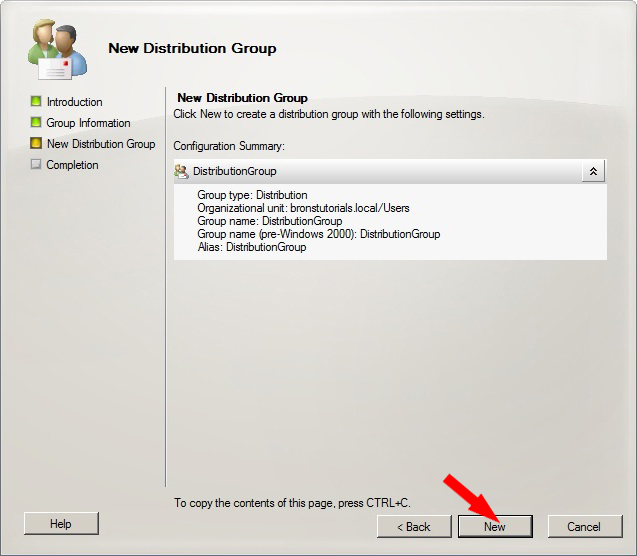 New Distribution Group
Introduction
Group Information
New Distribution Group
Completion
New Distribution Group
Click New to create a distribution group with the following settings.
Configuration Summary:
DistributionGroup
Group type: Distribution
Organizational unit: bronstutorials.local/Users
Group name: DistributionGroup
Group name (pre-Windows 2000): DistributionGroup
Alias: DistributionGroup
To copy the contents of this page, press CTRL+C.
Help
< Back
New
Cancel